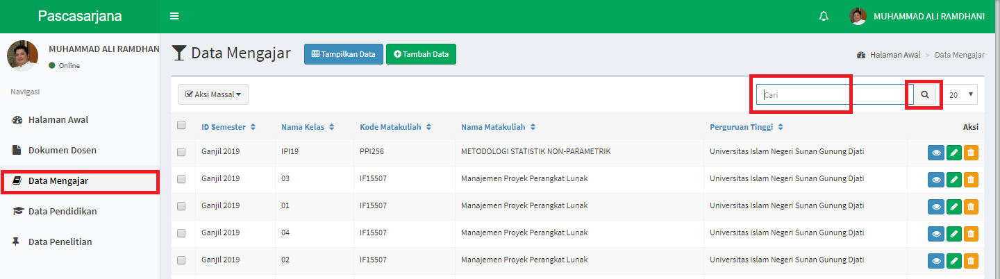 Pascasarjana
MUHAMMAD ALI RAMDHANI
MUHAMMAD ALI RAMDHAN
Online
Navigasi
Halaman Awal
Dokumen Dosen
Data Mengajar
Data Pendidikan
Data Penelitian
Data Mengajar Tampilkan Data Tambah Data
Halaman Awal > Data Mengajar
Aksi Massal Cari 20
ID Semester Nama Kelas Kode Matakuliah Nama Matakuliah Perguruan Tinggi Aksi
Ganjil 2019 IPI19 PPI256 METODOLOGI STATISTIK NON-PARAMETRIK Universitas Islam Negeri Sunan Gunung Djati
Ganjil 2019 03 IF15507 Manajemen Proyek Perangkat Lunak Universitas Islam Negeri Sunan Gunung Djati
Ganjil 2019 01 IF15507 Manajemen Proyek Perangkat Lunak Universitas Islam Negeri Sunan Gunung Djati
Ganjil 2019 04 IF15507 Manajemen Proyek Perangkat Lunak Universitas Islam Negeri Sunan Gunung Djati
Ganjil 2019 02 IF15507 Manajemen Proyek Perangkat Lunak Universitas Islam Negeri Sunan Gunung Djati